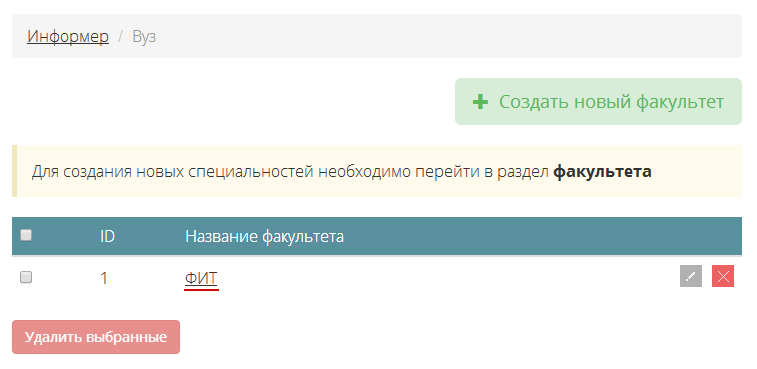 Информер / Вуз
+ Создать новый факультет
Для создания новых специальностей необходимо перейти в раздел факультета
ID Название факультета
1 ФИТ
Удалить выбранные